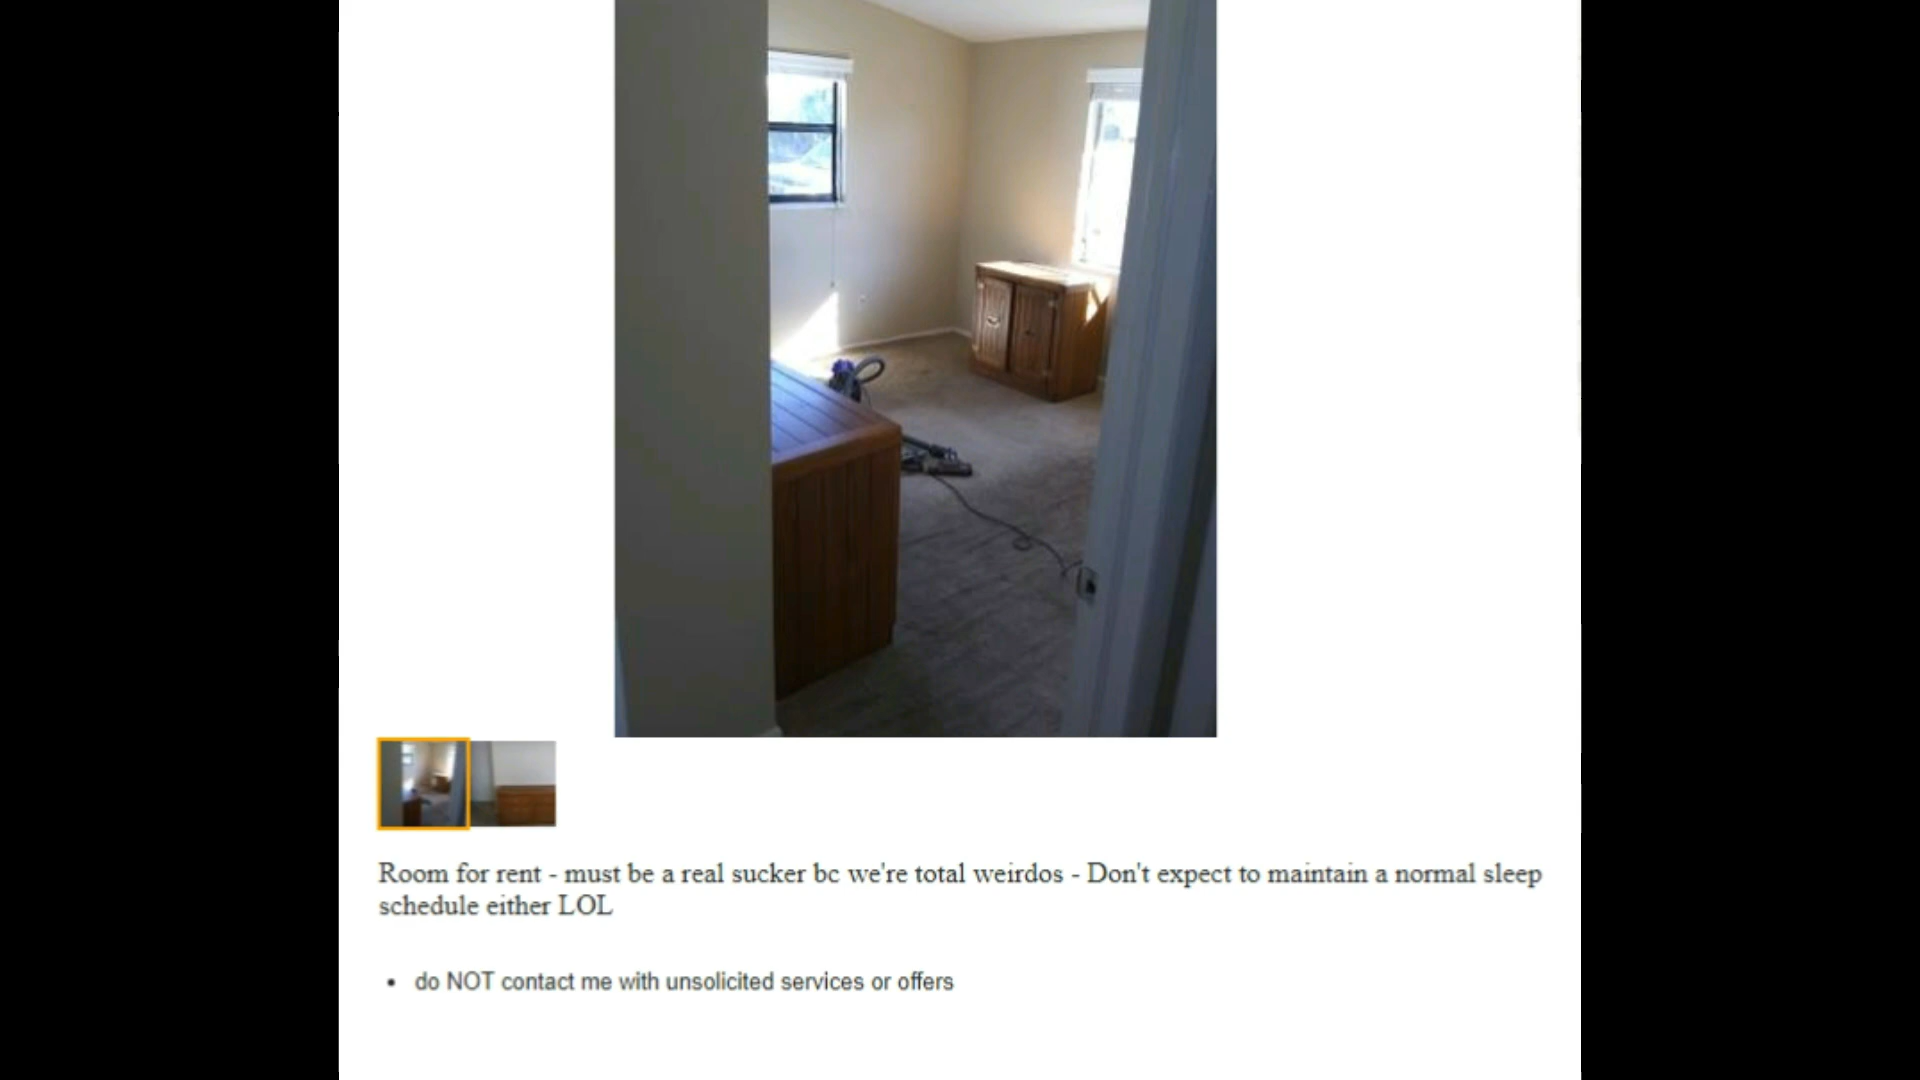 Room for rent - must be a real sucker bc we're total weirdos - Don't expect to maintain a normal sleep
schedule either LOL
• do NOT contact me with unsolicited services or offers